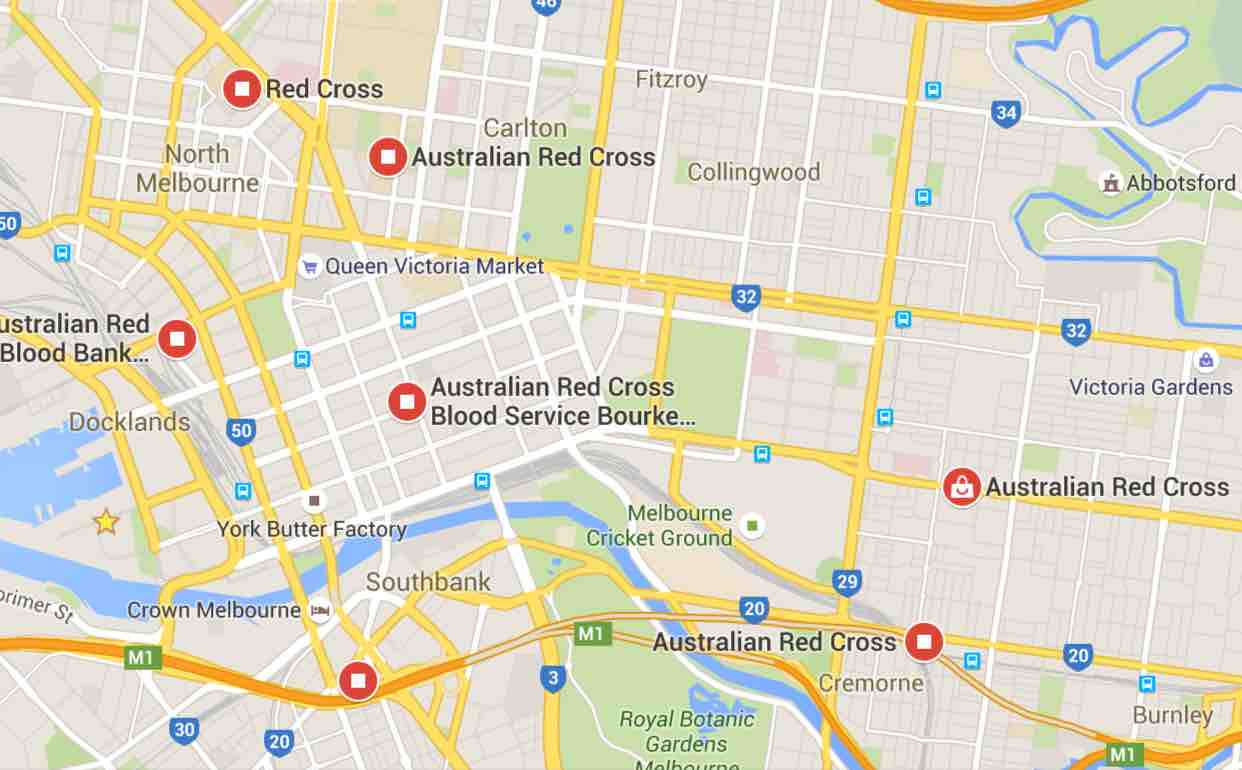 46
Fitzroy
Red Cross
34
Carlton
Australian Red Cross
North
Melbourne
Collingwood
Abbotsford
50
Queen Victoria Market
32
ustralian Red
Blood Bank...
32
Victoria Gardens
Australian Red Cross
Blood Service Bourke...
Docklands
50
Australian Red Cross
York Butter Factory
Melbourne
Cricket Ground
Southbank
29
orimer St
Crown Melbourne
20
M1
Australian Red Cross
M1
20
3
Cremorne
Burnley
30
20
Royal Botanic
Gardens
Melbourne
M1